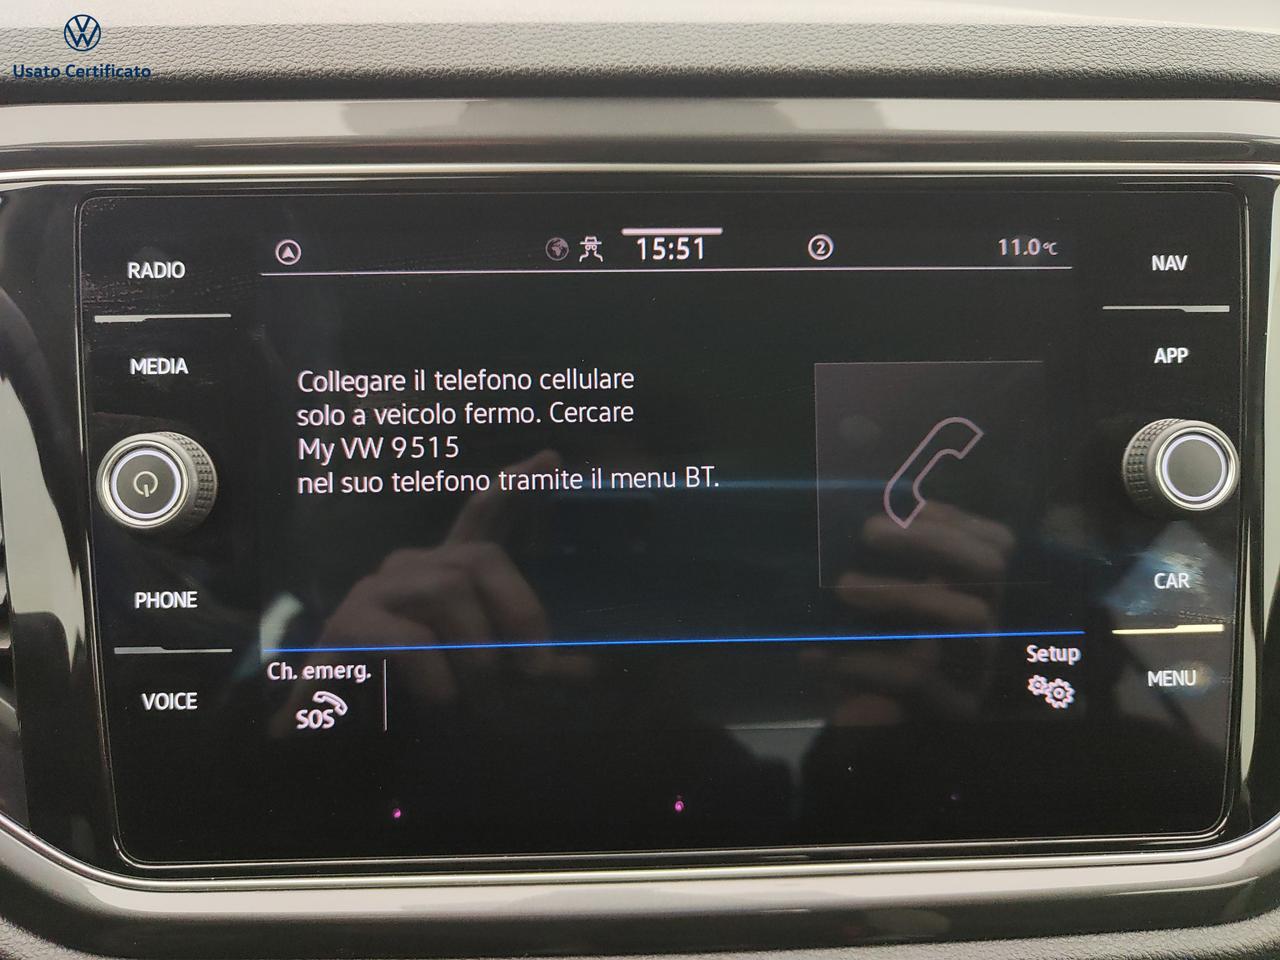 Usato Certificato
RADIO
MEDIA
PHONE
VOICE
15:51
2
11.0°C
Collegare il telefono cellulare
solo a veicolo fermo. Cercare
My VW 9515
nel suo telefono tramite il menu BT.
Ch. emerg.
SOS
Setup
NAV
APP
CAR
MENU